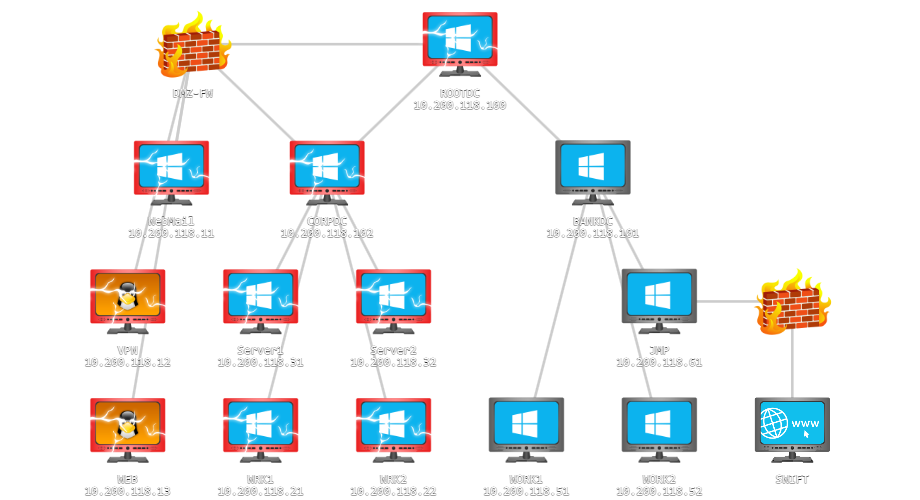 DMZ-FW
ROOTDC
10.200.118.100
WebMail
10.200.118.11
CORPDC
10.200.118.102
BANKDC
10.200.118.101
VPN
10.200.118.12
Server1
10.200.118.31
Server2
10.200.118.32
JMP
10.200.118.61
www
WEB
10.200.118.13
WRK1
10.200.118.21
WRK2
10.200.118.22
WORK1
10.200.118.51
WORK2
10.200.118.52
SWIFT